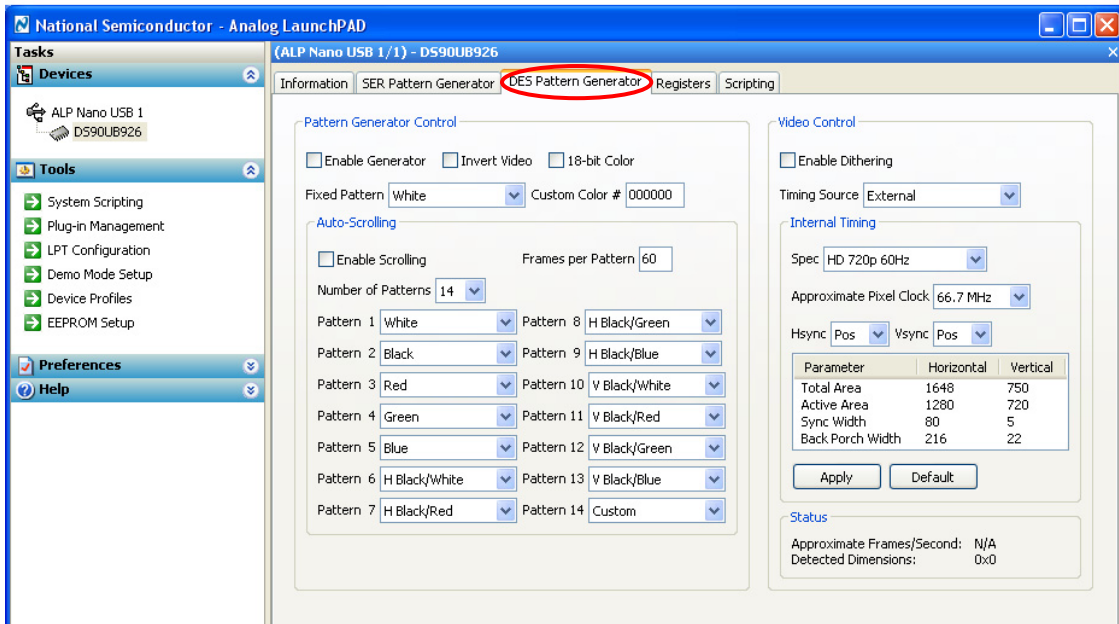 National Semiconductor - Analog LaunchPAD
Tasks
Devices
ALP Nano USB 1
DS90UB926
Tools
System Scripting
Plug-in Management
LPT Configuration
Demo Mode Setup
Device Profiles
EEPROM Setup
Preferences
Help
(ALP Nano USB 1/1) - DS90UB926
Information SER Pattern Generator DES Pattern Generator Registers Scripting
Pattern Generator Control
Enable Generator Invert Video 18-bit Color
Fixed Pattern White Custom Color # 000000
Auto-Scrolling
Enable Scrolling Frames per Pattern 60
Number of Patterns 14
Pattern 1 White Pattern 8 H Black/Green
Pattern 2 Black Pattern 9 H Black/Blue
Pattern 3 Red Pattern 10 V Black/White
Pattern 4 Green Pattern 11 V Black/Red
Pattern 5 Blue Pattern 12 V Black/Green
Pattern 6 H Black/White Pattern 13 V Black/Blue
Pattern 7 H Black/Red Pattern 14 Custom
Video Control
Enable Dithering
Timing Source External
Internal Timing
Spec HD 720p 60Hz
Approximate Pixel Clock 66.7 MHz
Hsync Pos Vsync Pos
Parameter Horizontal Vertical
Total Area 1648 750
Active Area 1280 720
Sync Width 80 5
Back Porch Width 216 22
Apply Default
Status
Approximate Frames/Second: N/A
Detected Dimensions: 0x0